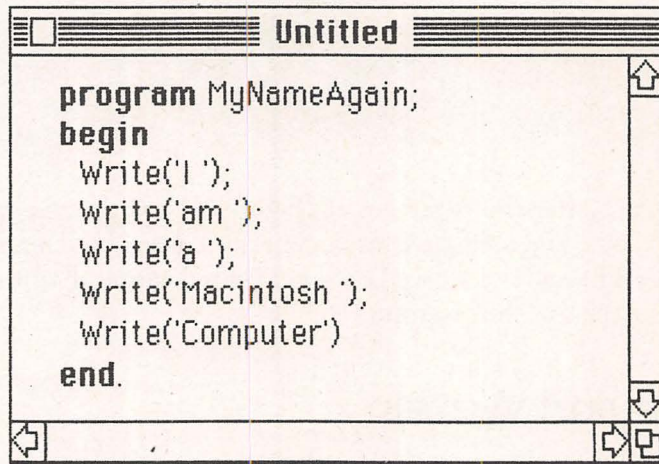 Untitled
program MyNameAgain;
begin
Write('I ');
Write('am ');
Write('a ');
Write('Macintosh ');
Write('Computer')
end.